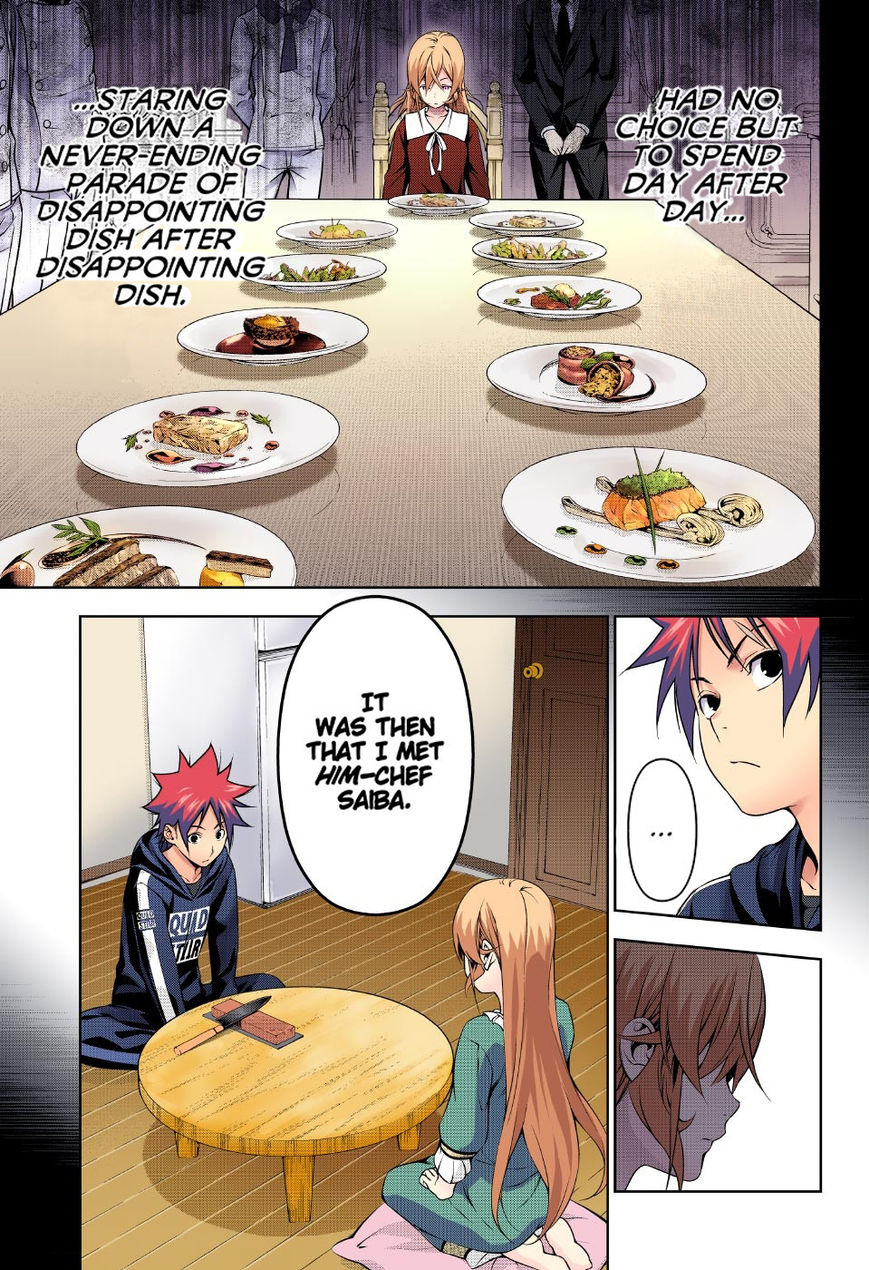 HAD NO
CHOICE BUT
TO SPEND
DAY AFTER
DAY...
...STARING
DOWN A
NEVER-ENDING
PARADE OF
DISAPPOINTING
DISH AFTER
DISAPPOINTING
DISH.
...
IT
WAS THEN
THAT I MET
HIM-CHEF
SAIBA.